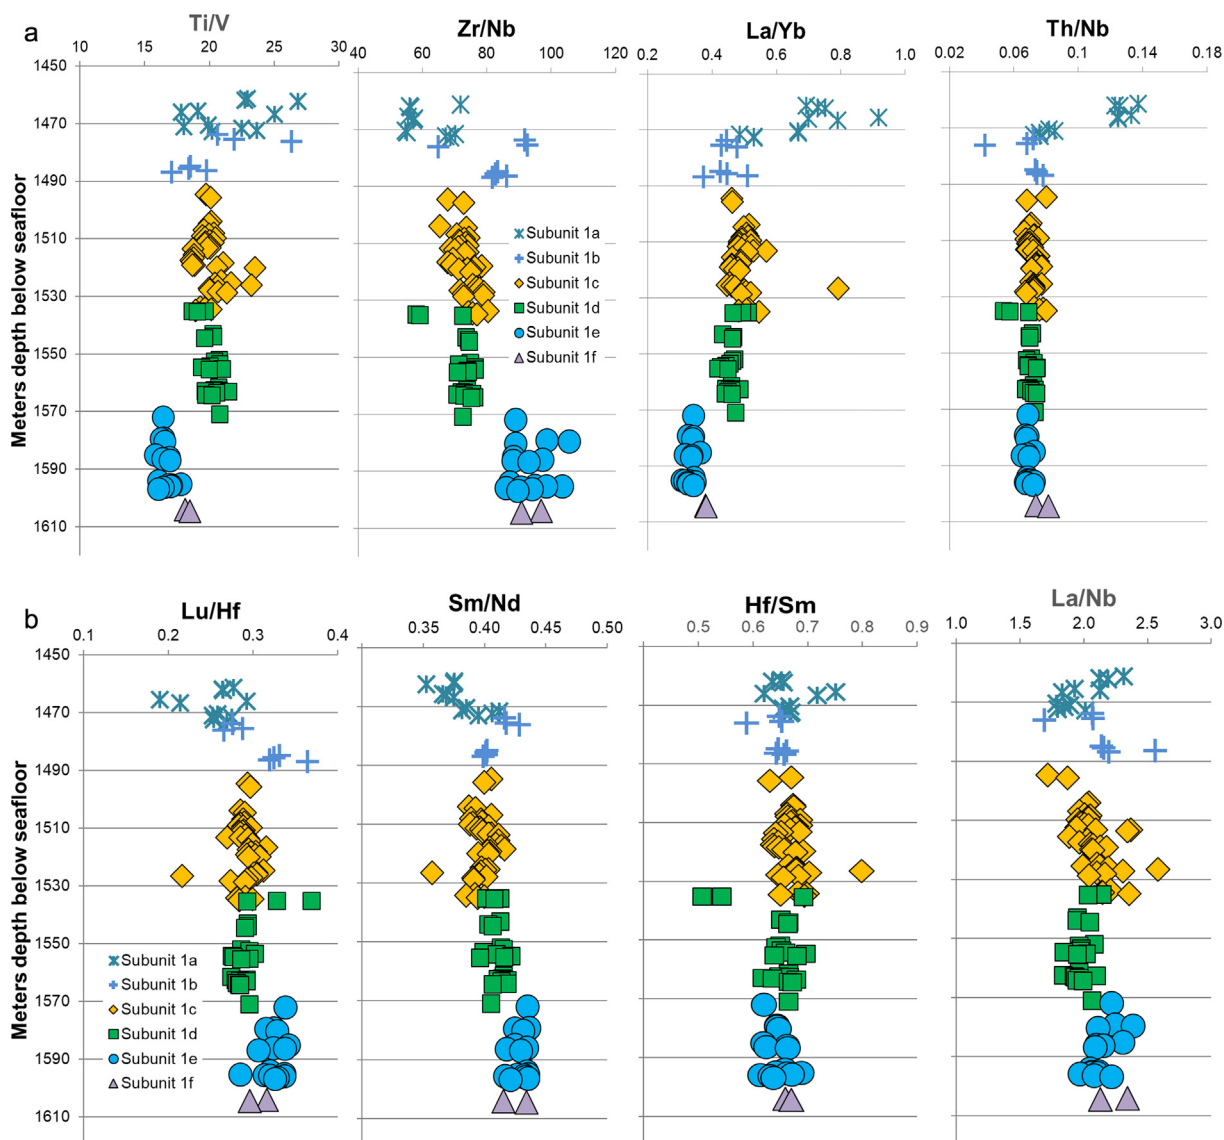 a
Ti/V
Zr/Nb
La/Yb
Th/Nb
10 15 20 25 30
40 60 80 100 120
0.2 0.4 0.6 0.8 1.0
0.02 0.06 0.1 0.14 0.18
Meters depth below seafloor
1450
1470
1490
1510
1530
1550
1570
1590
1610
Subunit 1a
Subunit 1b
Subunit 1c
Subunit 1d
Subunit 1e
Subunit 1f
b
Lu/Hf
Sm/Nd
Hf/Sm
La/Nb
0.1 0.2 0.3 0.4
0.35 0.40 0.45 0.50
0.5 0.6 0.7 0.8 0.9
1.0 1.5 2.0 2.5 3.0
Meters depth below seafloor
1450
1470
1490
1510
1530
1550
1570
1590
1610
Subunit 1a
Subunit 1b
Subunit 1c
Subunit 1d
Subunit 1e
Subunit 1f